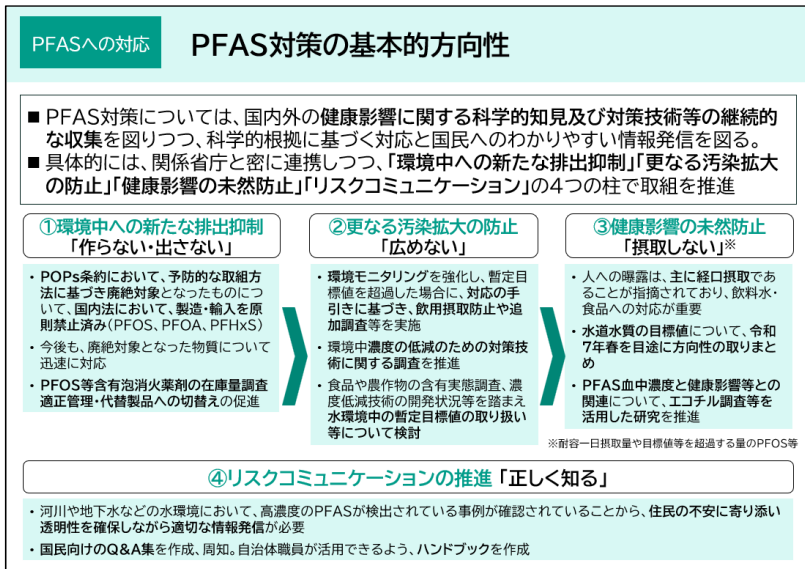 PFASへの対応
PFAS対策の基本的方向性
■ PFAS対策については、国内外の健康影響に関する科学的知見及び対策技術等の継続的
な収集を図りつつ、科学的根拠に基づく対応と国民へのわかりやすい情報発信を図る。
■ 具体的には、関係省庁と密に連携しつつ、「環境中への新たな排出抑制」「更なる汚染拡大
の防止」「健康影響の未然防止」「リスクコミュニケーション」の4つの柱で取組を推進
①環境中への新たな排出抑制
「作らない・出さない」
・POPs条約において、予防的な取組方
法に基づき廃絶対象となったものにつ
いて、国内法において、製造・輸入を原
則禁止済み(PFOS、PFOA、PFHxS)
・今後も、廃絶対象となった物質について
迅速に対応
・PFOS等含有泡消火薬剤の在庫量調査
適正管理・代替製品への切替えの促進
②更なる汚染拡大の防止
「広めない」
・環境モニタリングを強化し、暫定目
標値を超過した場合に、対応の手
引きに基づき、飲用摂取防止や追
加調査等を実施
・環境中濃度の低減のための対策技
術に関する調査を推進
・食品や農作物の含有実態調査、濃
度低減技術の開発状況等を踏まえ
水環境中の暫定目標値の取り扱い
等について検討
③健康影響の未然防止
「摂取しない」※
・人への曝露は、主に経口摂取であ
ることが指摘されており、飲料水・
食品への対応が重要
・水道水質の目標値について、令和
7年春を目途に方向性の取りまと
め
・PFAS血中濃度と健康影響等との
関連について、エコチル調査等を
活用した研究を推進
※耐容一日摂取量や目標値等を超過する量のPFOS等
④リスクコミュニケーションの推進「正しく知る」
・河川や地下水などの水環境において、高濃度のPFASが検出されている事例が確認されていることから、住民の不安に寄り添い
透明性を確保しながら適切な情報発信が必要
・国民向けのQ&A集を作成、周知。自治体職員が活用できるよう、ハンドブックを作成